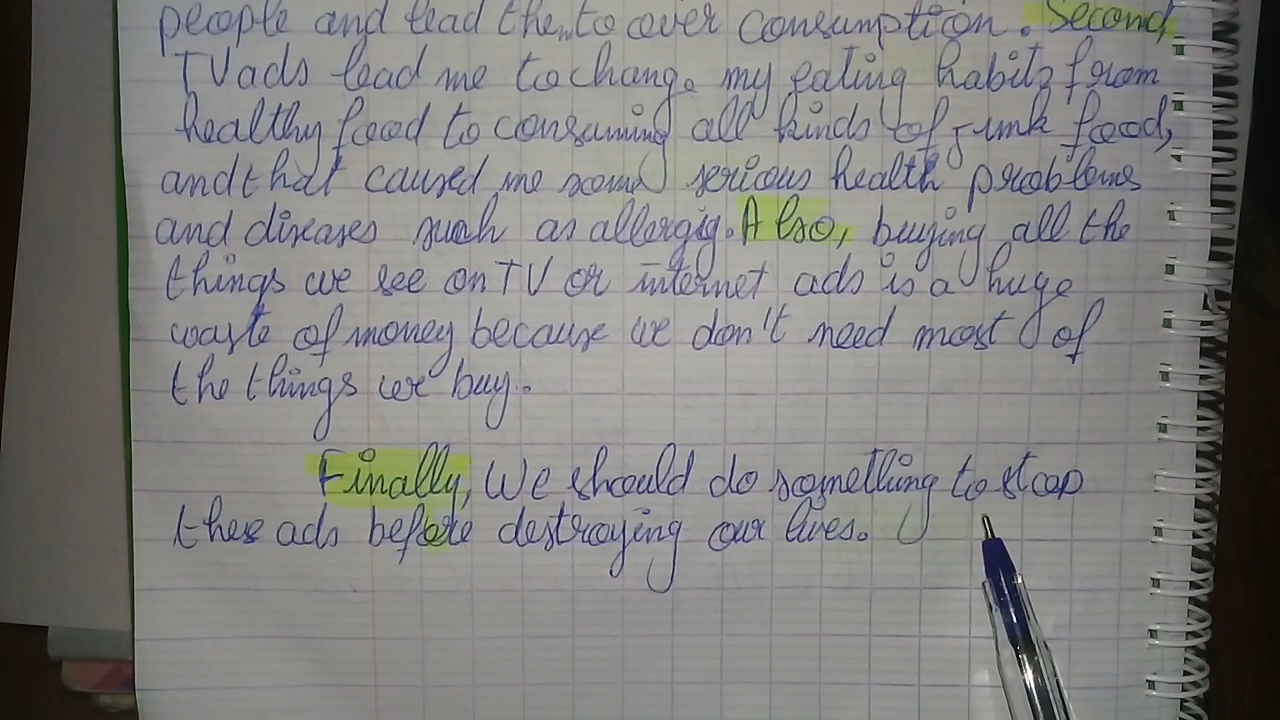 people and lead them to over consumption. Second,
TV ads lead me to change my eating habits from
healthy food to consuming all kinds of junk food,
and that caused me some serious health problems
and diseases such as allergig. Also, buying all the
things we see on TV or internet ads is a huge
waste of money because we don't need most of
the things we buy.
Finally, We should do something to stop
thes ads before destroying our lives.